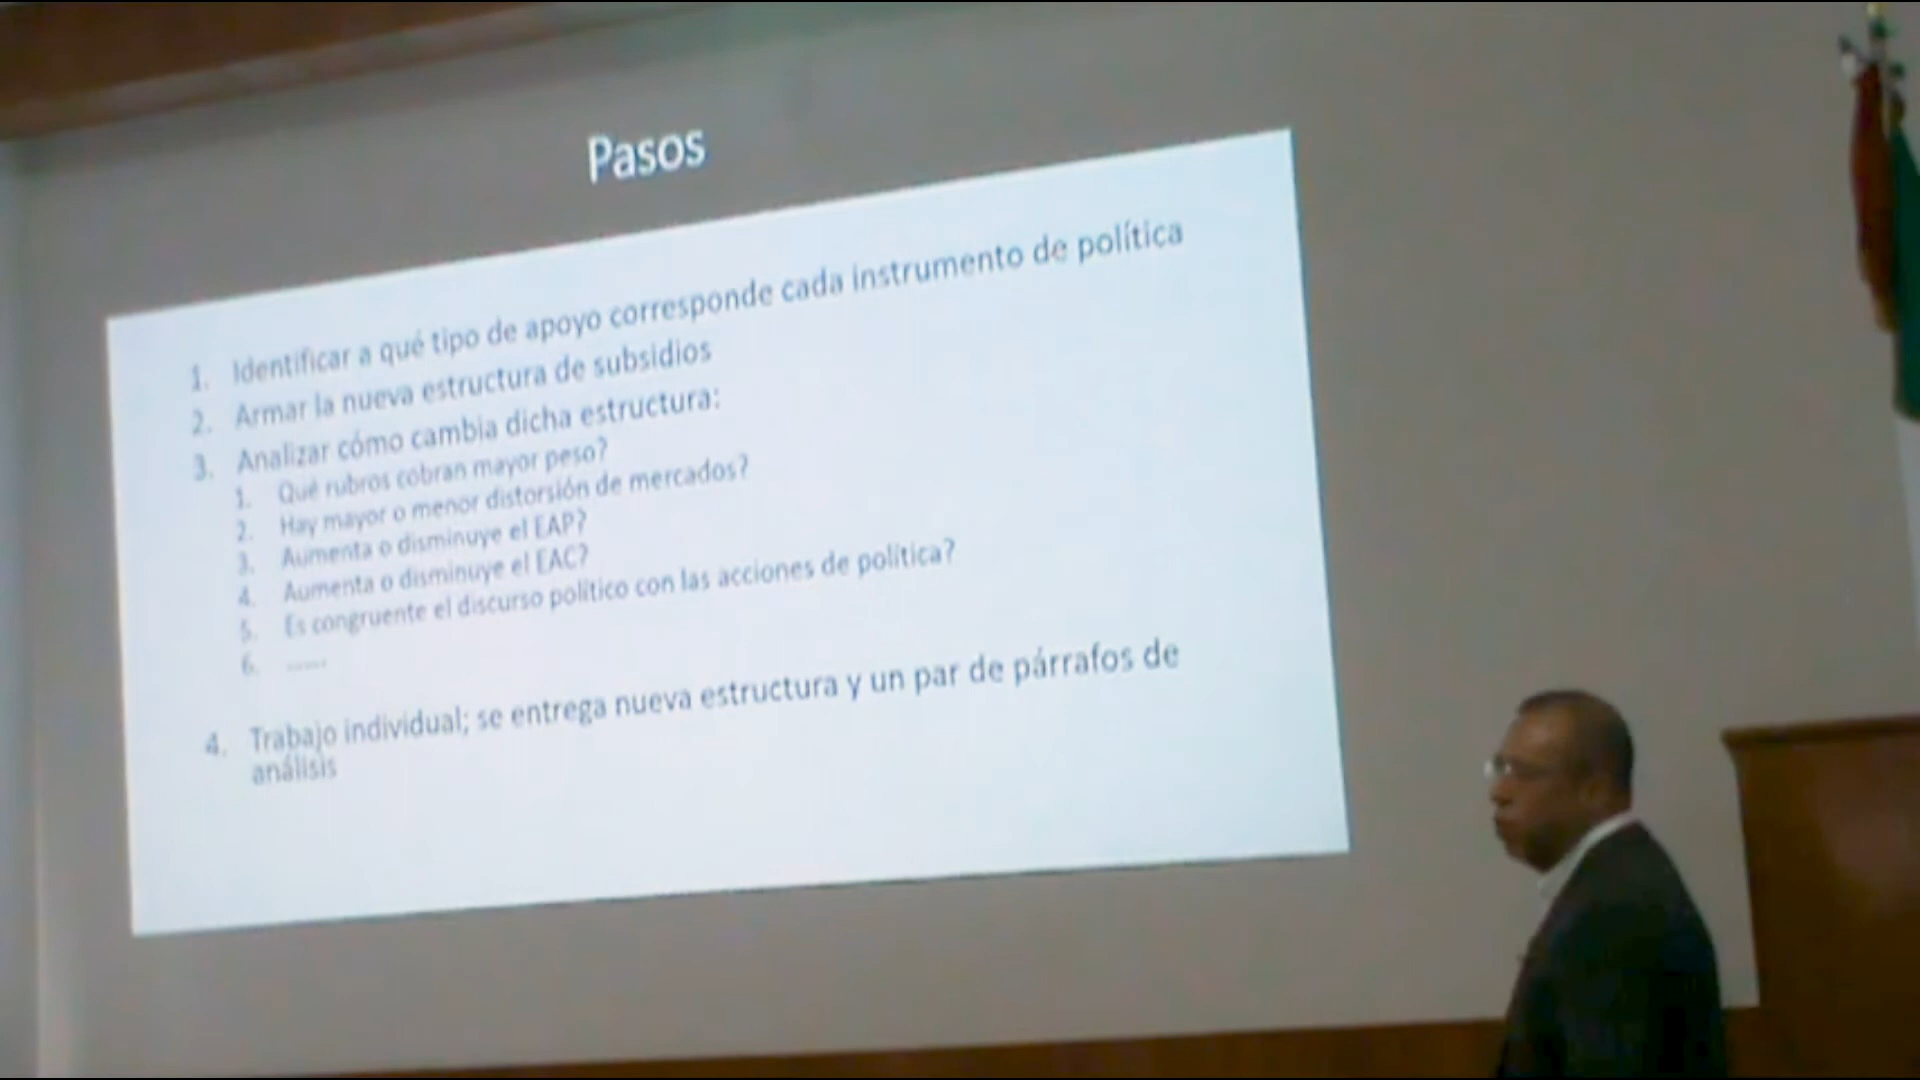 Pasos
1. Identificar a qué tipo de apoyo corresponde cada instrumento de política
2. Armar la nueva estructura de subsidios
3. Analizar cómo cambia dicha estructura:
1. Qué rubros cobran mayor peso?
2. Hay mayor o menor distorsión de mercados?
3. Aumenta o disminuye el EAP?
4. Aumenta o disminuye el EAC?
5. Es congruente el discurso político con las acciones de política?
6. ......
4. Trabajo individual; se entrega nueva estructura y un par de párrafos de
análisis